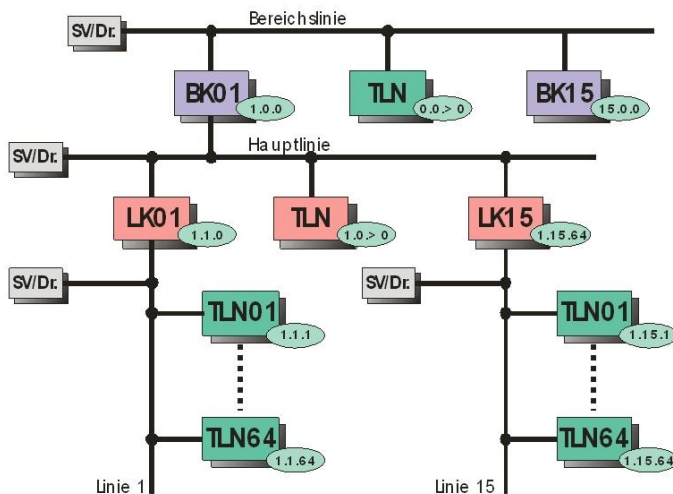 Bereichslinie
SV/Dr.
BK01
1.0.0
TLN
0.0.> 0
BK15
15.0.0
Hauptlinie
SV/Dr.
LK01
1.1.0
TLN
1.0.> 0
LK15
1.15.64
SV/Dr.
SV/Dr.
TLN01
1.1.1
TLN01
1.15.1
TLN64
1.1.64
TLN64
1.15.64
Linie 1
Linie 15